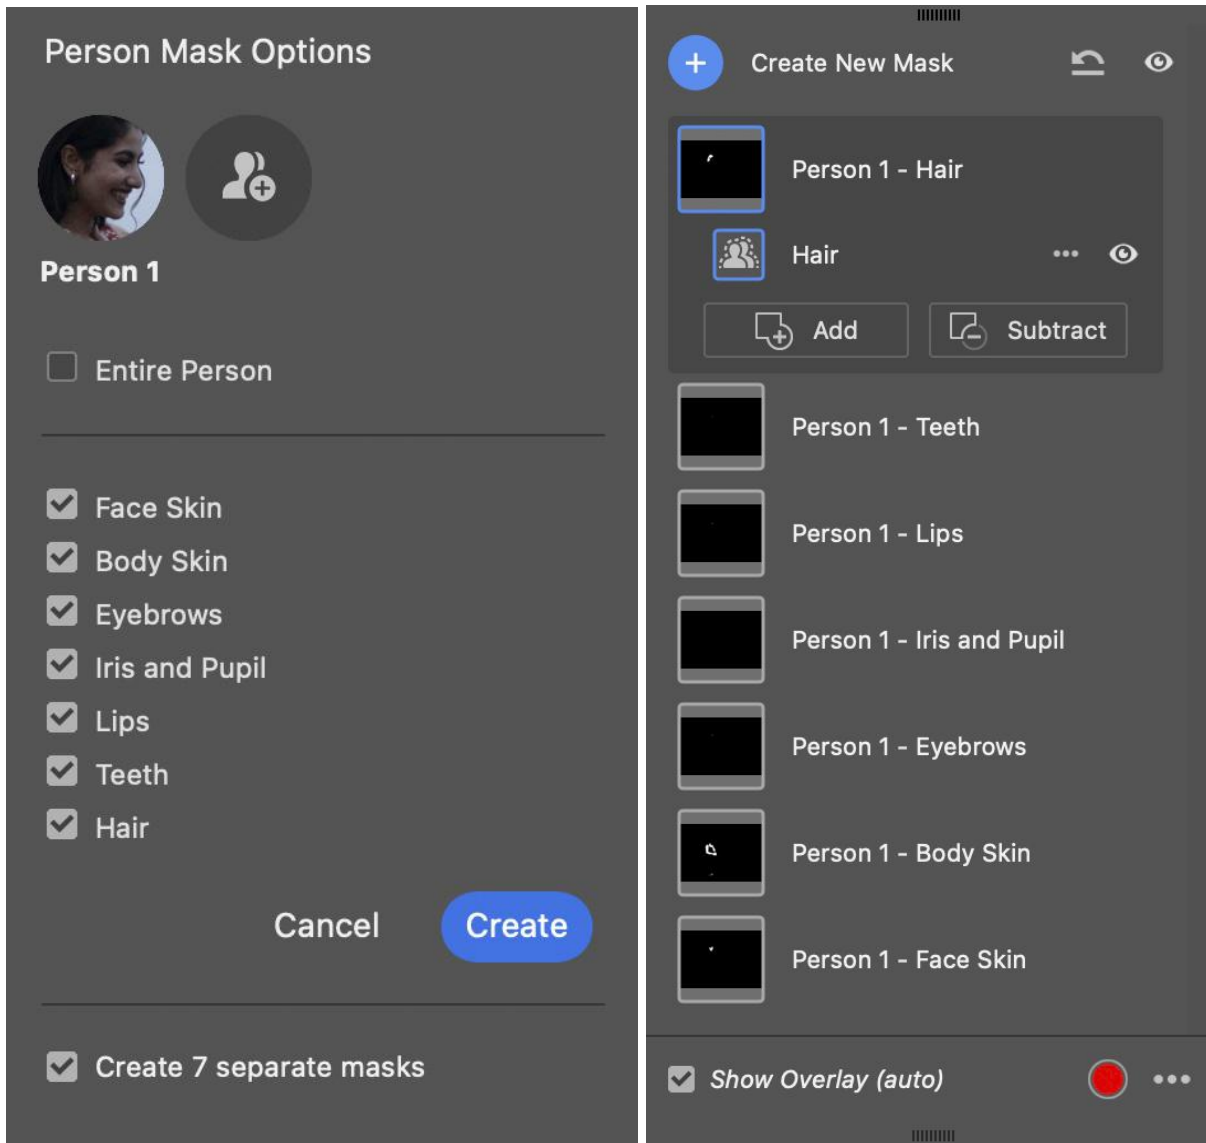 Person Mask Options
Person 1
Entire Person
Face Skin
Body Skin
Eyebrows
Iris and Pupil
Lips
Teeth
Hair
Cancel
Create
Create 7 separate masks
Create New Mask
Person 1 - Hair
Hair
Add
Subtract
Person 1 - Teeth
Person 1 - Lips
Person 1 - Iris and Pupil
Person 1 - Eyebrows
Person 1 - Body Skin
Person 1 - Face Skin
Show Overlay (auto)